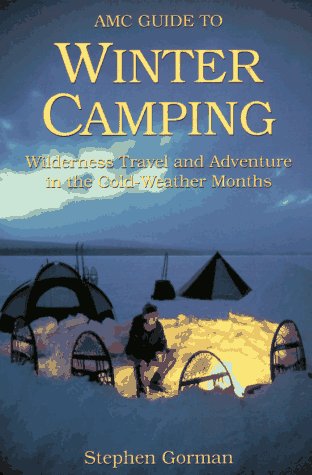 AMC GUIDE TO
WINTER
CAMPING
Wilderness Travel and Adventure
in the Cold-Weather Months
Stephen Gorman